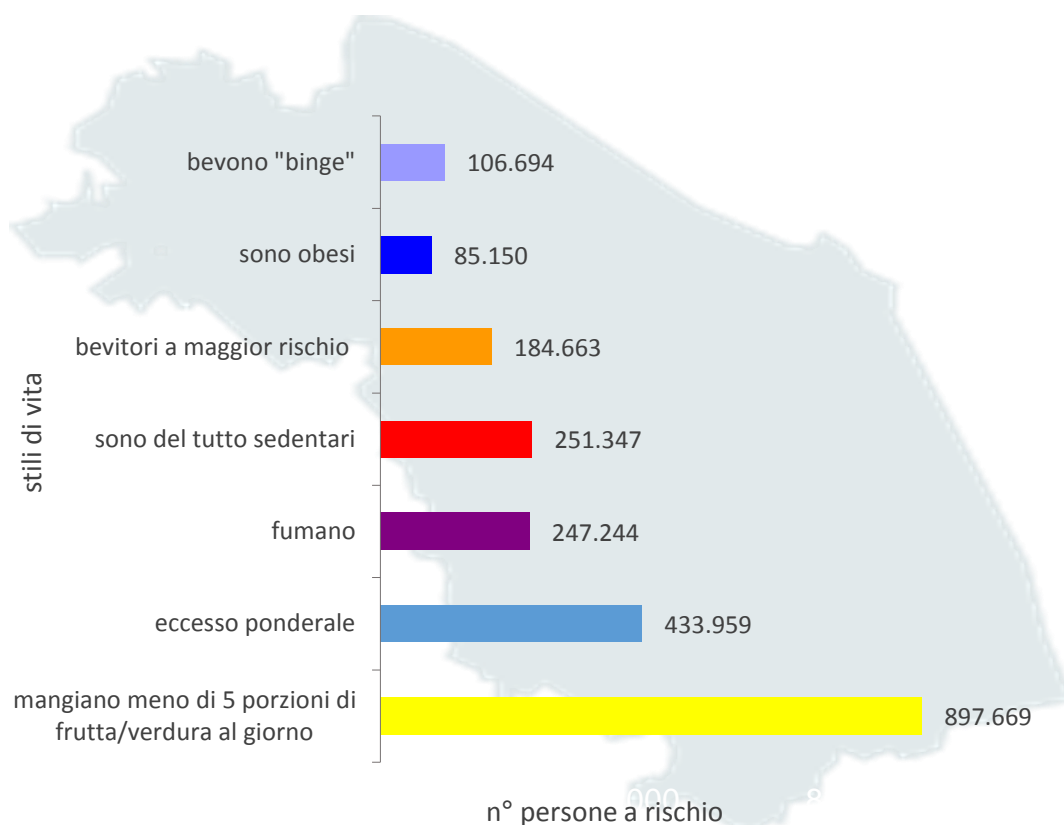 bevono "binge"
106.694
sono obesi
85.150
bevitori a maggior rischio
184.663
sono del tutto sedentari
251.347
fumano
247.244
eccesso ponderale
433.959
mangiano meno di 5 porzioni di
frutta/verdura al giorno
897.669
stili di vita
n° persone a rischio